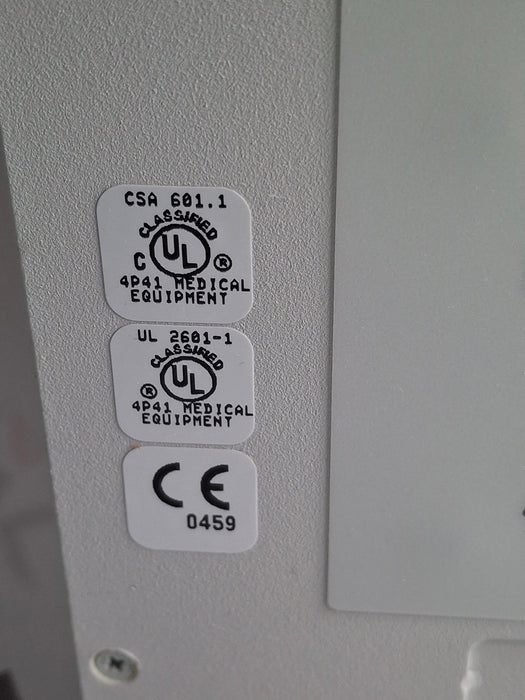 CSA 601.1
CLASSIFIED
C UL ®
4P41 MEDICAL
EQUIPMENT
UL 2601-1
CLASSIFIED
® UL
4P41 MEDICAL
EQUIPMENT
CE
0459